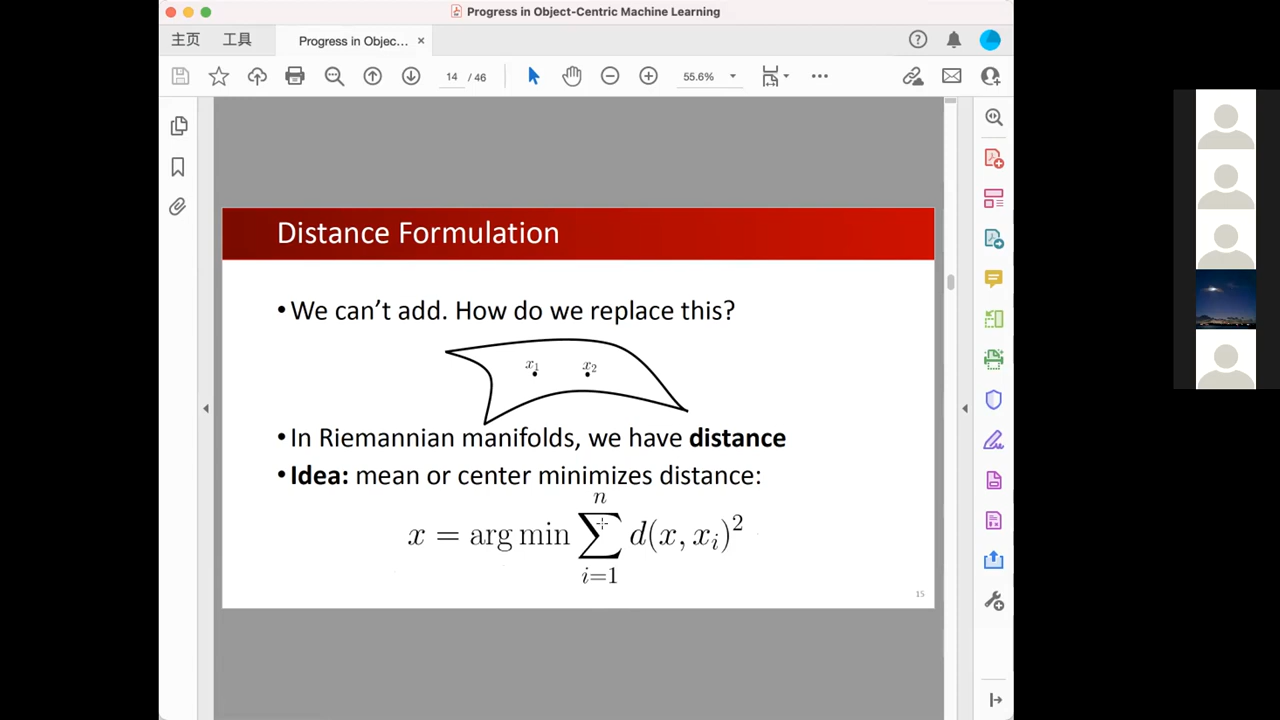 Progress in Object-Centric Machine Learning
主页 工具 Progress in Objec... ×
14 / 46 55.6%
Distance Formulation
•We can't add. How do we replace this?
x₁ x₂
•In Riemannian manifolds, we have distance
•Idea: mean or center minimizes distance:
x = arg min ∑ⁿᵢ₌₁ d(x, xᵢ)²
15